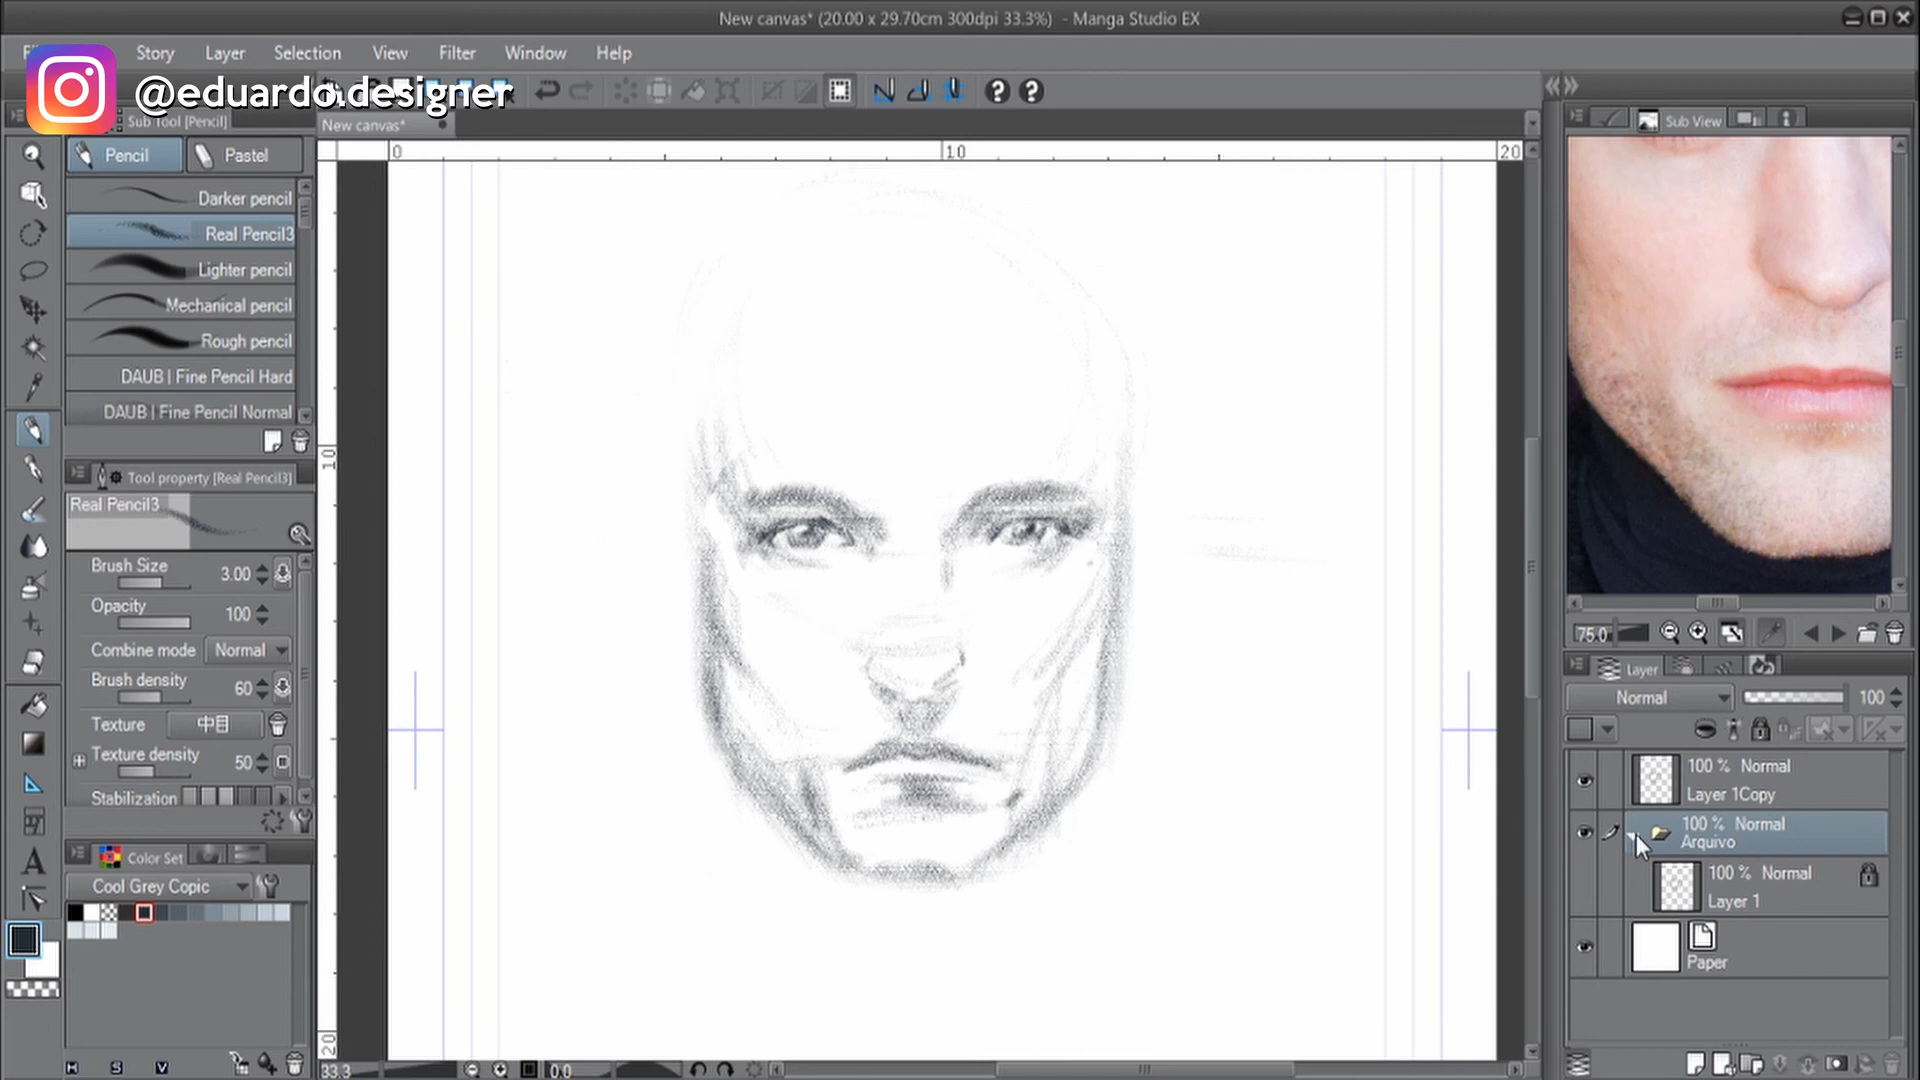 New canvas* (20.00 x 29.70cm 300dpi 33.3%) - Manga Studio EX
Story Layer Selection View Filter Window Help
@eduardo.designer
Sub Tool [Pencil]
New canvas*
Sub View
Pencil Pastel
0 10 20
Darker pencil
Real Pencil3
Lighter pencil
Mechanical pencil
Rough pencil
DAUB | Fine Pencil Hard
DAUB | Fine Pencil Normal
10
Tool property [Real Pencil3]
Real Pencil3
Brush Size 3.00
Opacity 100
Combine mode Normal
Brush density 60
Texture 中目
Texture density 50
Stabilization
Color Set
Cool Grey Copic
20
H S V
33.3 0.0
75.0
Layer
Normal 100
100 % Normal
Layer 1Copy
100 % Normal
Arquivo
100 % Normal
Layer 1
Paper